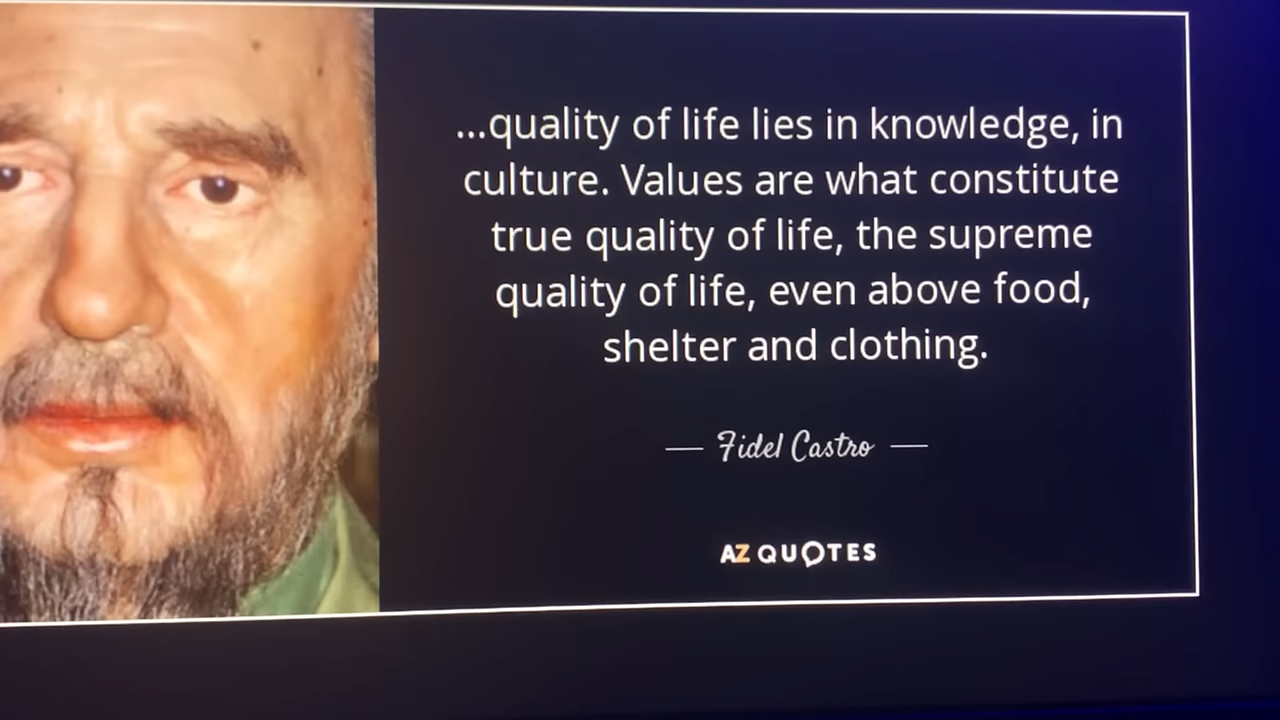 ...quality of life lies in knowledge, in
culture. Values are what constitute
true quality of life, the supreme
quality of life, even above food,
shelter and clothing.
— Fidel Castro —
AZ QUOTES